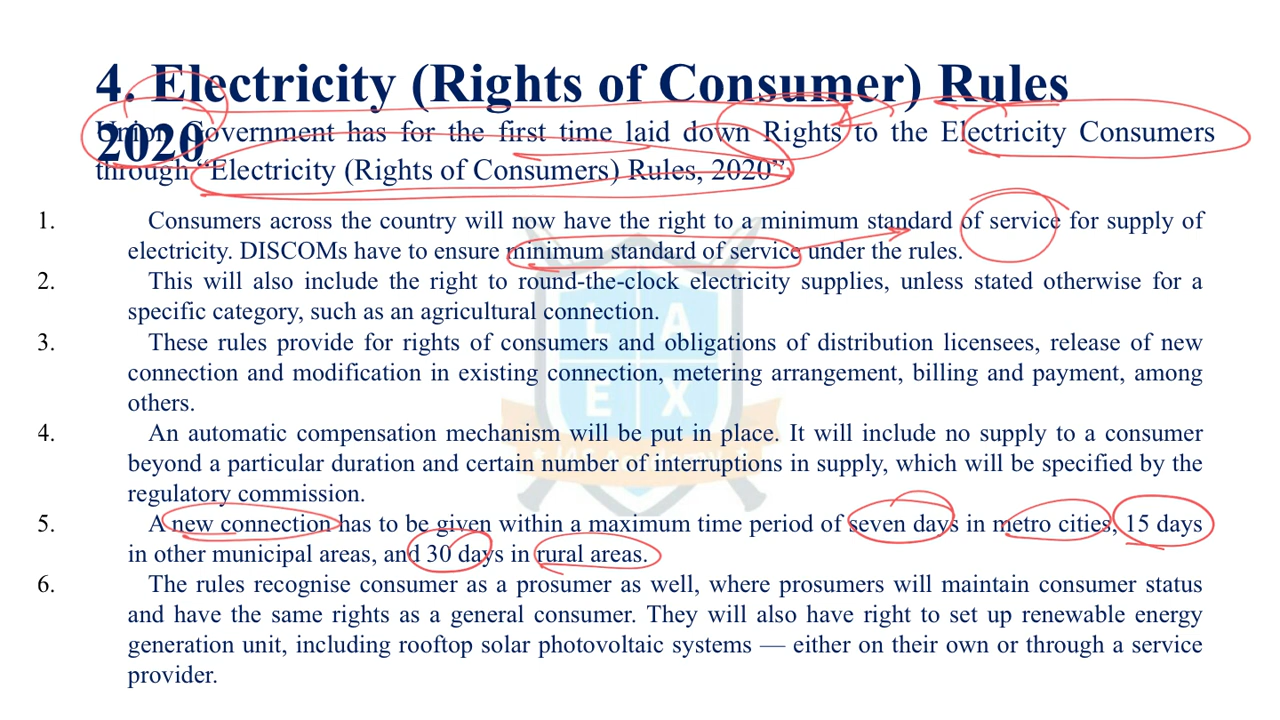 4. Electricity (Rights of Consumer) Rules
2020
Union Government has for the first time laid down Rights to the Electricity Consumers
through “Electricity (Rights of Consumers) Rules, 2020”.
1. Consumers across the country will now have the right to a minimum standard of service for supply of
electricity. DISCOMs have to ensure minimum standard of service under the rules.
2. This will also include the right to round-the-clock electricity supplies, unless stated otherwise for a
specific category, such as an agricultural connection.
3. These rules provide for rights of consumers and obligations of distribution licensees, release of new
connection and modification in existing connection, metering arrangement, billing and payment, among
others.
4. An automatic compensation mechanism will be put in place. It will include no supply to a consumer
beyond a particular duration and certain number of interruptions in supply, which will be specified by the
regulatory commission.
5. A new connection has to be given within a maximum time period of seven days in metro cities, 15 days
in other municipal areas, and 30 days in rural areas.
6. The rules recognise consumer as a prosumer as well, where prosumers will maintain consumer status
and have the same rights as a general consumer. They will also have right to set up renewable energy
generation unit, including rooftop solar photovoltaic systems — either on their own or through a service
provider.
L A
E X